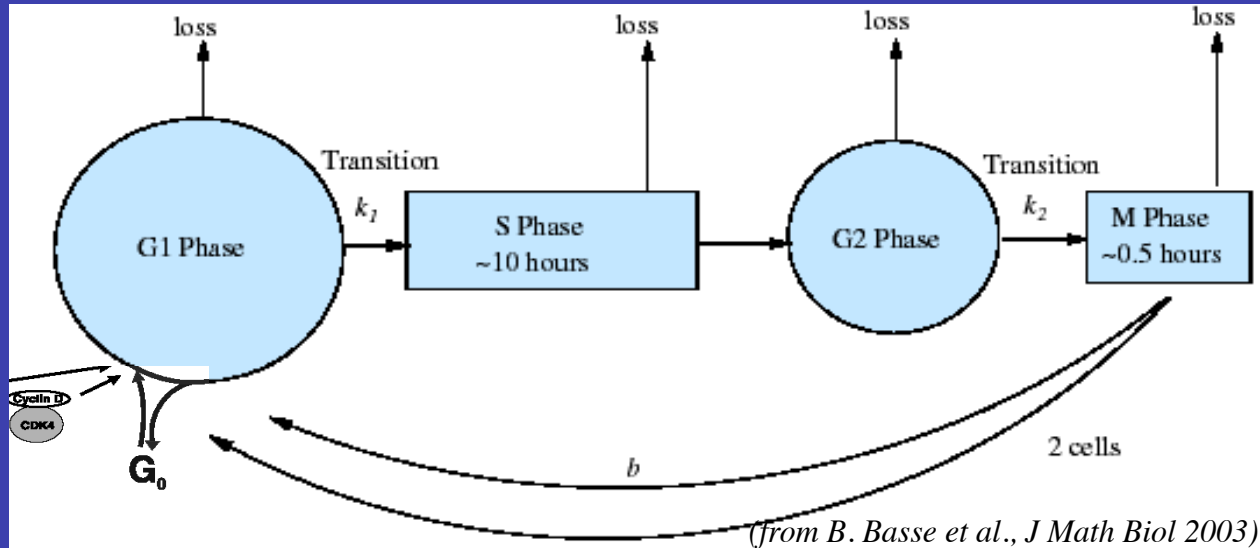 loss
loss
loss
loss
Transition
k₁
Transition
k₂
G1 Phase
S Phase
~10 hours
G2 Phase
M Phase
~0.5 hours
Cyclin D
CDK4
G₀
b
2 cells
(from B. Basse et al., J Math Biol 2003)